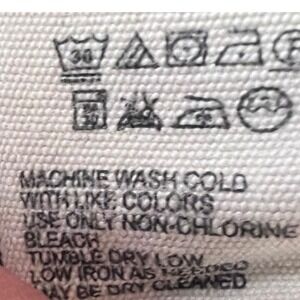 30
MACHINE WASH COLD
WITH LIKE COLORS
USE ONLY NON-CHLORINE
BLEACH
TUMBLE DRY LOW
LOW IRON AS NEEDED
MAY BE DRY CLEANED